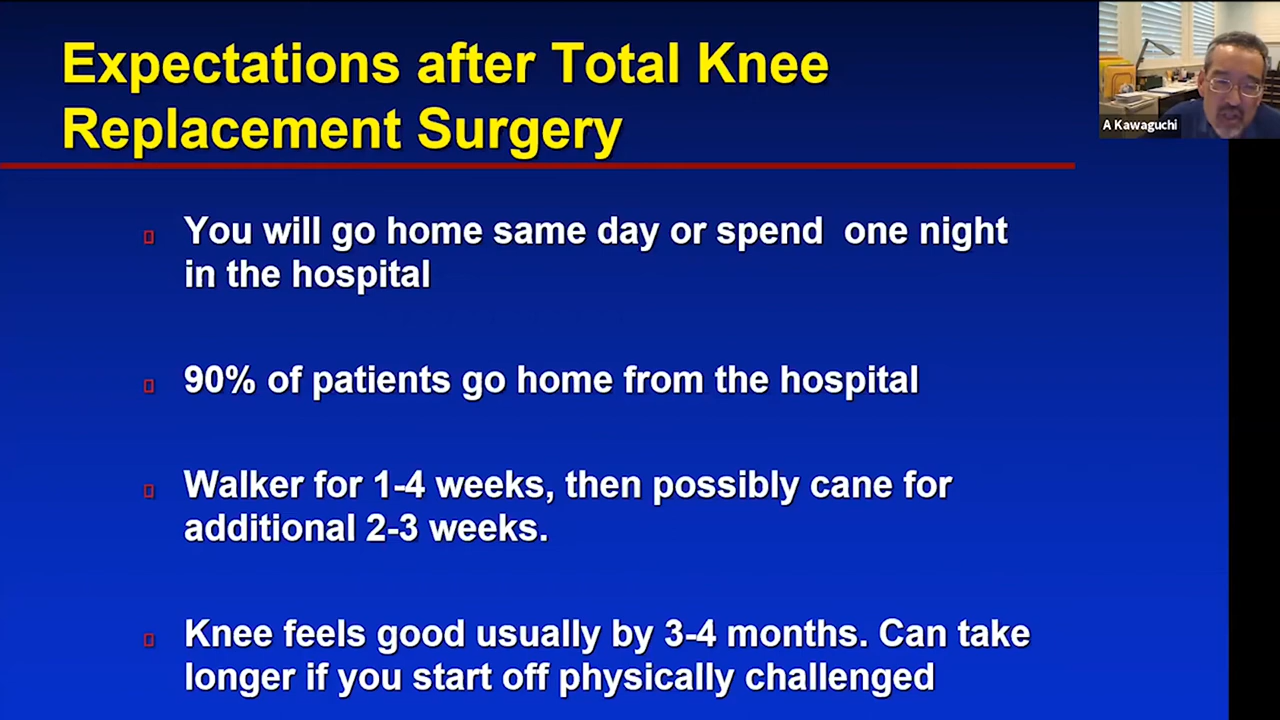 Expectations after Total Knee
Replacement Surgery
A Kawaguchi
You will go home same day or spend one night
in the hospital
90% of patients go home from the hospital
Walker for 1-4 weeks, then possibly cane for
additional 2-3 weeks.
Knee feels good usually by 3-4 months. Can take
longer if you start off physically challenged